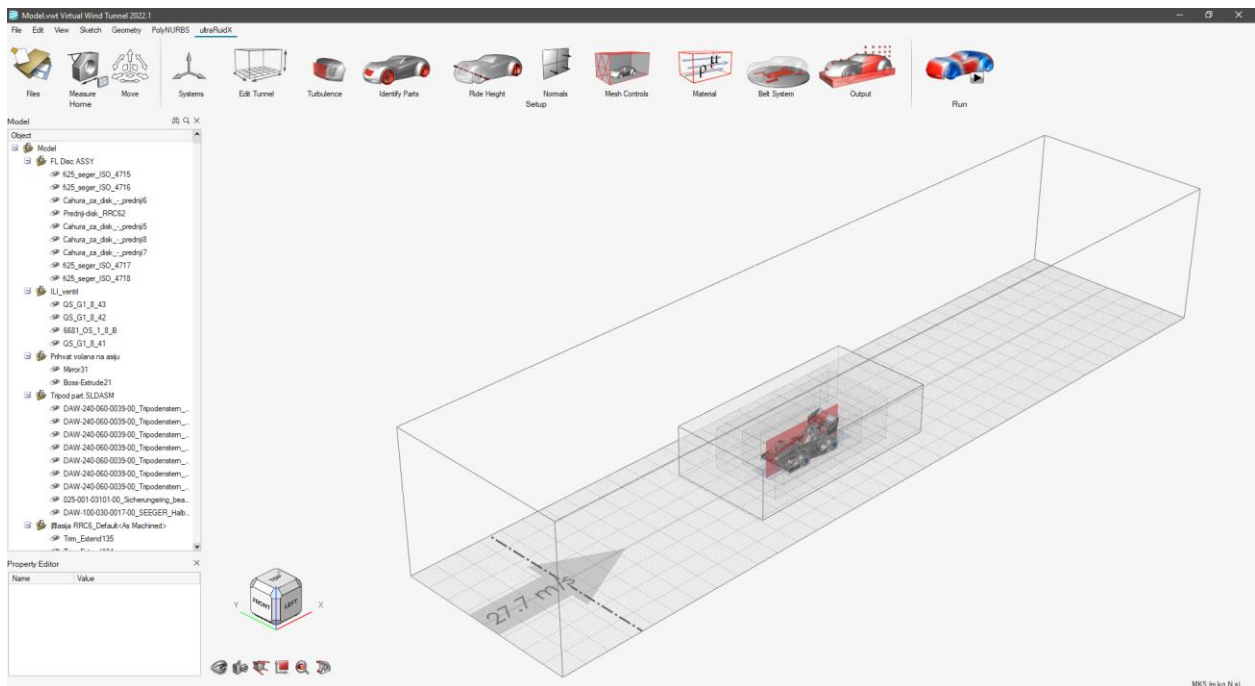 Model.vwt Virtual Wind Tunnel 2022.1
File Edit View Sketch Geometry PolyNURBS ultraFluidX
Files Measure Move Systems Edit Tunnel Turbulence Identify Parts Ride Height Normals Mesh Controls Material Belt System Output
Home Setup Run
Model
Object
Model
FL Disc ASSY
fi25_seger_ISO_4715
fi25_seger_ISO_4716
Cahura_za_disk_-_prednji6
Prednji-disk_RRC62
Cahura_za_disk_-_prednji5
Cahura_za_disk_-_prednji8
Cahura_za_disk_-_prednji7
fi25_seger_ISO_4717
fi25_seger_ISO_4718
ILI_ventil
QS_G1_8_43
QS_G1_8_42
6681_OS_1_8_B
QS_G1_8_41
Prihvat volana na asiju
Mirror31
Boss-Extrude21
Tripod part.SLDASM
DAW-240-060-0039-00_Tripodenstern_...
DAW-240-060-0039-00_Tripodenstern_...
DAW-240-060-0039-00_Tripodenstern_...
DAW-240-060-0039-00_Tripodenstern_...
DAW-240-060-0039-00_Tripodenstern_...
DAW-240-060-0039-00_Tripodenstern_...
DAW-240-060-0039-00_Tripodenstern_...
025-001-03101-00_Sicherungsring_bea...
DAW-100-030-0017-00_SEEGER_Halb...
RRC6_Default<As Machined>
Trim_Extend135
Property Editor
Name Value
TOP
FRONT LEFT
Y X
27.7 m/s
MKS (m kg N s)